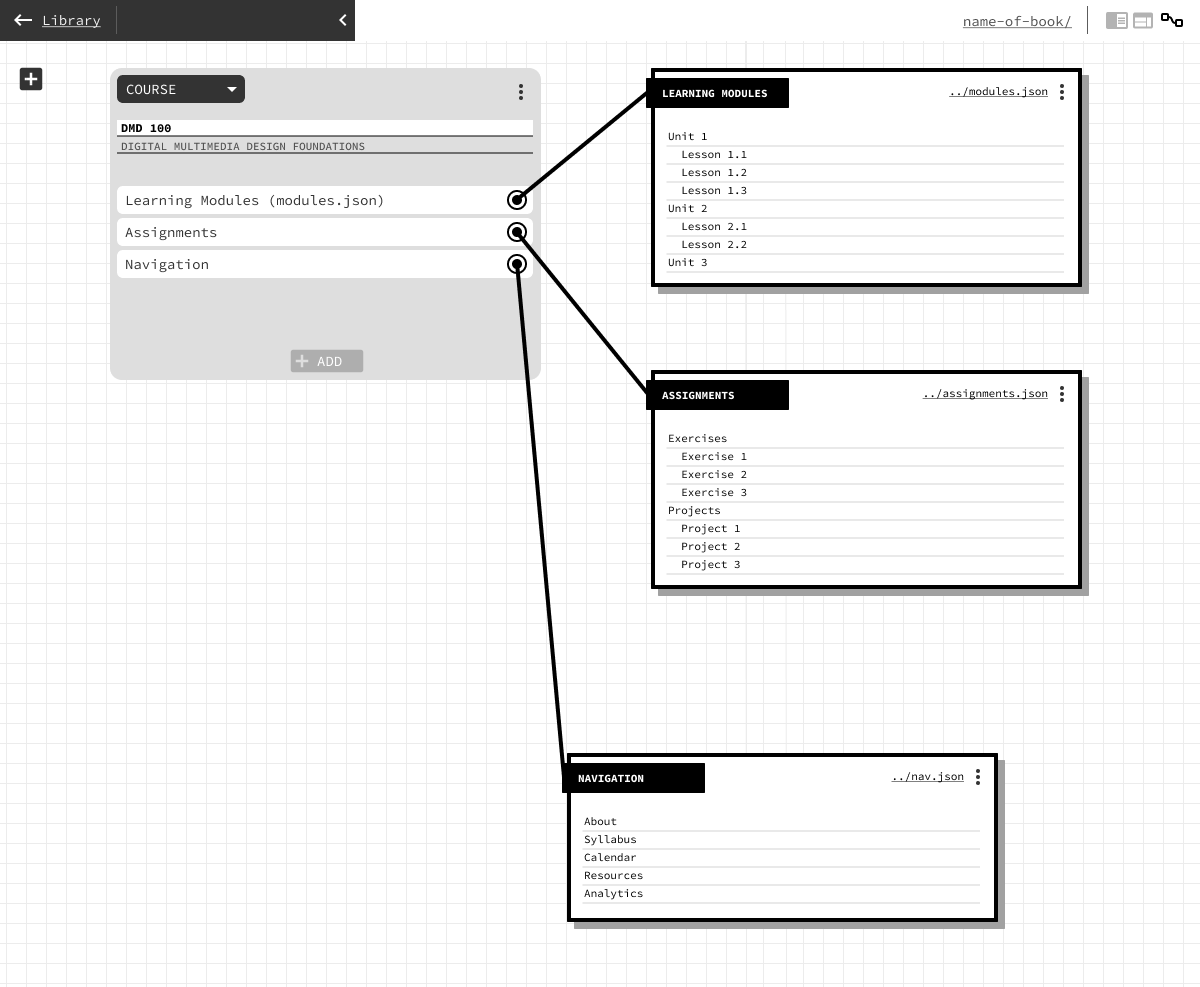 Library
name-of-book/
COURSE
DMD 100
DIGITAL MULTIMEDIA DESIGN FOUNDATIONS
Learning Modules (modules.json)
Assignments
Navigation
ADD
LEARNING MODULES
../modules.json
Unit 1
Lesson 1.1
Lesson 1.2
Lesson 1.3
Unit 2
Lesson 2.1
Lesson 2.2
Unit 3
ASSIGNMENTS
../assignments.json
Exercises
Exercise 1
Exercise 2
Exercise 3
Projects
Project 1
Project 2
Project 3
NAVIGATION
../nav.json
About
Syllabus
Calendar
Resources
Analytics